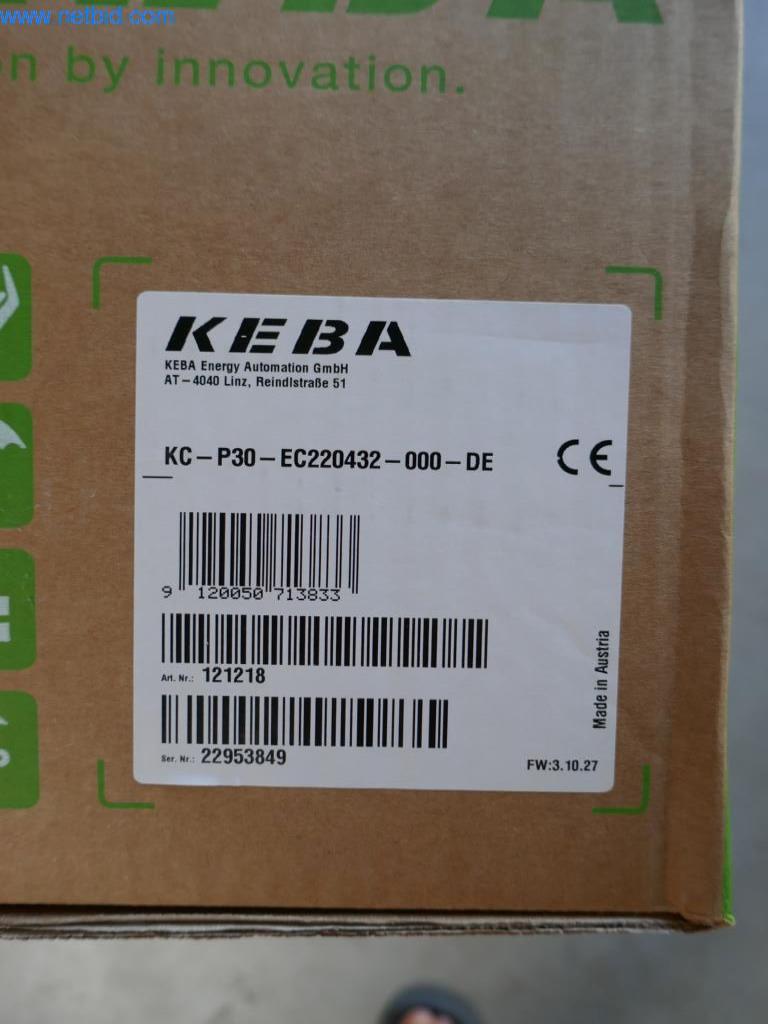 www.netbid.com
by innovation.
KEBA
KEBA Energy Automation GmbH
AT–4040 Linz, Reindlstraße 51
KC–P30–EC220432–000–DE
CE
9 120050 713833
Art. Nr.: 121218
Ser. Nr.: 22953849
FW:3.10.27
Made in Austria